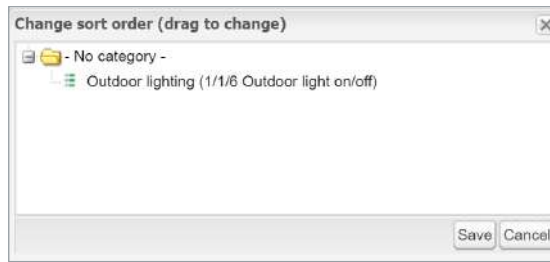 Change sort order (drag to change)
- No category -
Outdoor lighting (1/1/6 Outdoor light on/off)
Save Cancel